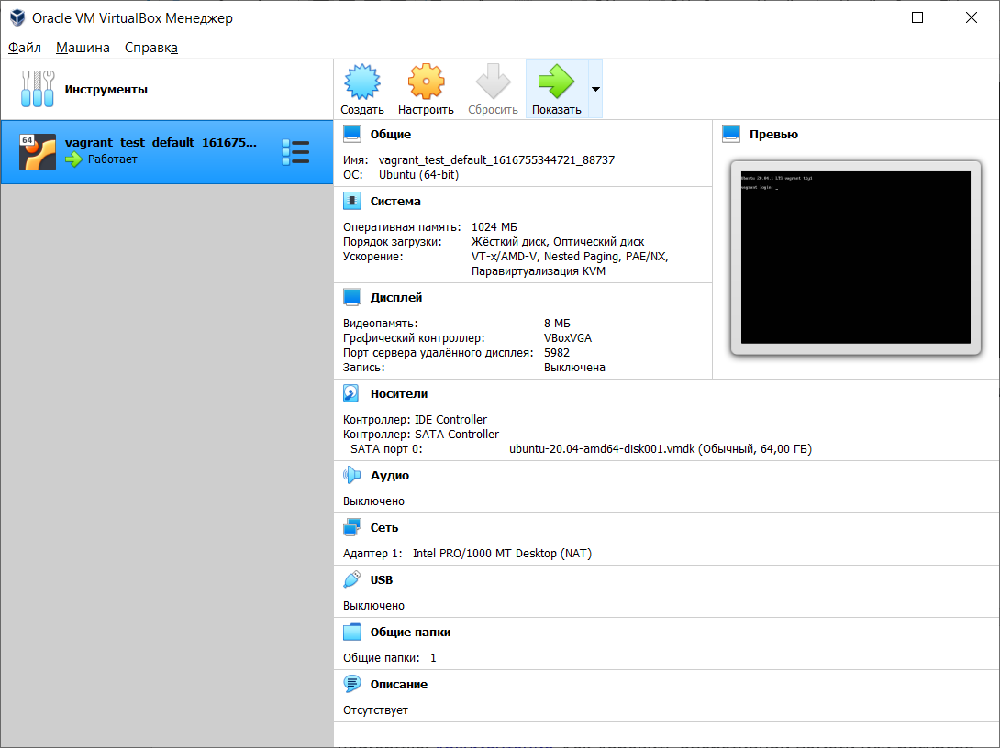 Oracle VM VirtualBox Менеджер
Файл Машина Справка
Инструменты
64
vagrant_test_default_161675...
Работает
Создать Настроить Сбросить Показать
Общие
Имя: vagrant_test_default_1616755344721_88737
ОС: Ubuntu (64-bit)
Система
Оперативная память: 1024 МБ
Порядок загрузки: Жёсткий диск, Оптический диск
Ускорение: VT-x/AMD-V, Nested Paging, PAE/NX,
Паравиртуализация KVM
Дисплей
Видеопамять: 8 МБ
Графический контроллер: VBoxVGA
Порт сервера удалённого дисплея: 5982
Запись: Выключена
Превью
Ubuntu 20.04.1 LTS vagrant tty1
vagrant login: _
Носители
Контроллер: IDE Controller
Контроллер: SATA Controller
SATA порт 0: ubuntu-20.04-amd64-disk001.vmdk (Обычный, 64,00 ГБ)
Аудио
Выключено
Сеть
Адаптер 1: Intel PRO/1000 MT Desktop (NAT)
USB
Выключено
Общие папки
Общие папки: 1
Описание
Отсутствует